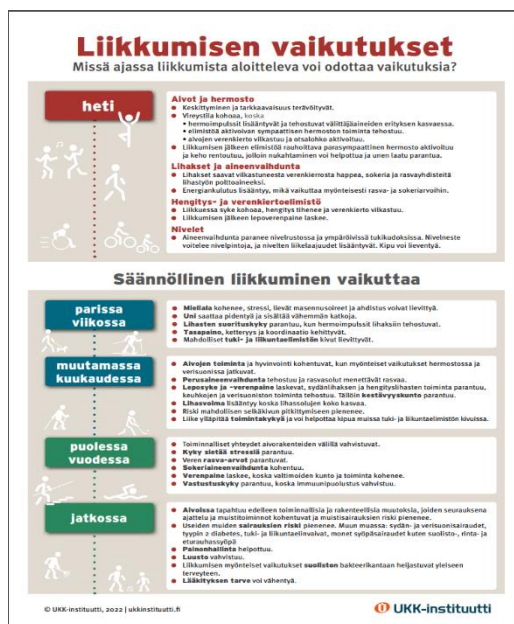 Liikkumisen vaikutukset
Missä ajassa liikkumista aloitteleva voi odottaa vaikutuksia?
heti
Aivot ja hermosto
Keskittyminen ja tarkkaavaisuus terävöityvät.
Vireystila kohoaa, koska
• hermoimpulssit lisääntyvät ja tehostuvat välittäjäaineiden erityksen kasvaessa.
• elimistöä aktivoivan sympaattisen hermoston toiminta tehostuu.
• aivojen verenkierto vilkastuu ja otsalohko aktivoituu.
Liikkumisen jälkeen elimistöä rauhoittava parasympaattinen hermosto aktivoituu
ja keho rentoutuu, jolloin nukahtaminen voi helpottua ja unen laatu parantua.
Lihakset ja aineenvaihdunta
Lihakset saavat vilkastuneesta verenkierrosta happea, sokeria ja rasvayhdisteitä
lihastyön polttoaineeksi.
Energiankulutus lisääntyy, mikä vaikuttaa myönteisesti rasva- ja sokeriarvoihin.
Hengitys- ja verenkiertoelimistö
Liikkuessa syke kohoaa, hengitys tihenee ja verenkierto vilkastuu.
Liikkumisen jälkeen lepoverenpaine laskee.
Nivelet
Aineenvaihdunta paranee nivelrustossa ja ympäröivissä tukikudoksissa. Nivelneste
voitelee nivelpintoja, ja nivelten liikelaajuudet lisääntyvät. Kipu voi lieventyä.
Säännöllinen liikkuminen vaikuttaa
parissa
viikossa
Mieliala kohenee, stressi, lievät masennusoireet ja ahdistus voivat lievittyä.
Uni saattaa pidentyä ja sisältää vähemmän katkoja.
Lihasten suorituskyky parantuu, kun hermoimpulssit lihaksiin tehostuvat.
Tasapaino, ketteryys ja koordinaatio kehittyvät.
Mahdolliset tuki- ja liikuntaelimistön kivut lievittyvät.
muutamassa
kuukaudessa
Aivojen toiminta ja hyvinvointi kohentuvat, kun myönteiset vaikutukset hermostossa ja
verisuonissa jatkuvat.
Perusaineenvaihdunta tehostuu ja rasvasolut menettävät rasvaa.
Leposyke ja -verenpaine laskevat, sydänlihaksen ja hengityslihasten toiminta parantuu,
keuhkojen ja verisuoniston toiminta tehostuu. Tällöin kestävyyskunto parantuu.
Lihasvoima lisääntyy koska lihassolujen koko kasvaa.
Riski mahdollisen selkäkivun pitkittymiseen pienenee.
Liike ylläpitää toimintakykyä ja voi helpottaa kipua muissa tuki- ja liikuntaelimistön kivuissa.
puolessa
vuodessa
Toiminnalliset yhteydet aivorakenteiden välillä vahvistuvat.
Kyky sietää stressiä parantuu.
Veren rasva-arvot parantuvat.
Sokeriaineenvaihdunta kohentuu.
Verenpaine laskee, koska valtimoiden kunto ja toiminta kohenee.
Vastustuskyky parantuu, koska immuunipuolustus vahvistuu.
jatkossa
Aivoissa tapahtuu edelleen toiminnallisia ja rakenteellisia muutoksia, joiden seurauksena
ajattelu ja muistitoiminnot kohentuvat ja muistisairauksien riski pienenee.
Useiden muiden sairauksien riski pienenee. Muun muassa: sydän- ja verisuonisairaudet,
tyypin 2 diabetes, tuki- ja liikuntaelinvaivat, monet syöpäsairaudet kuten suolisto-, rinta- ja
eturauhassyöpä
Painonhallinta helpottuu.
Luusto vahvistuu.
Liikkumisen myönteiset vaikutukset suoliston bakteerikantaan heijastuvat yleiseen
terveyteen.
Lääkityksen tarve voi vähentyä.
© UKK-instituutti, 2022 | ukkinstituutti.fi
UKK-instituutti